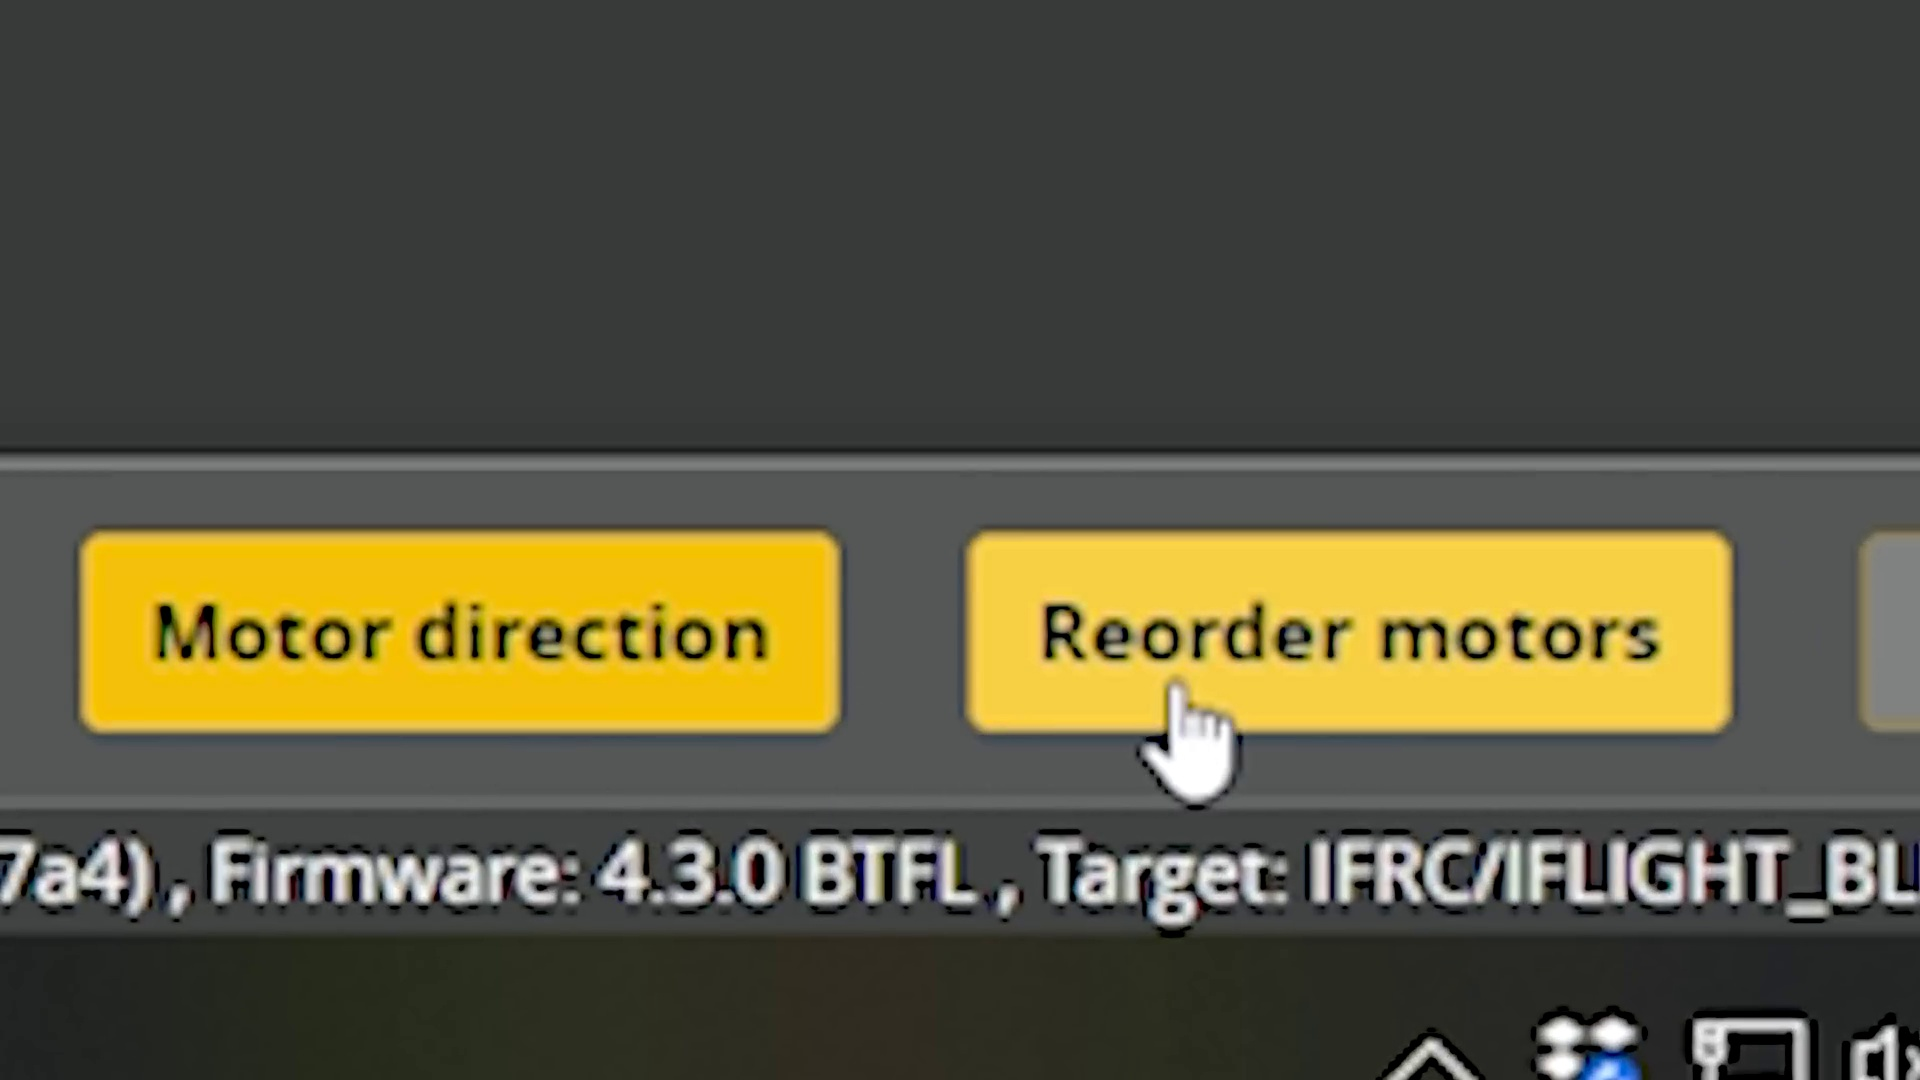 Motor direction
Reorder motors
7a4) , Firmware: 4.3.0 BTFL , Target: IFRC/IFLIGHT_BL